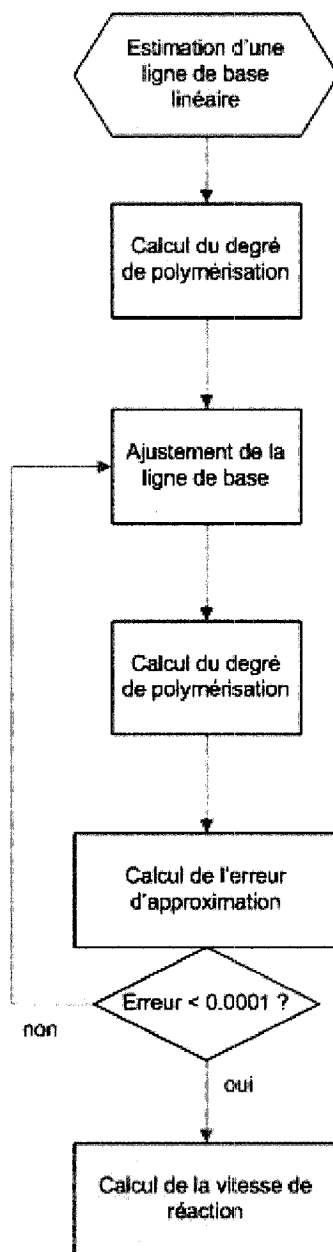 Estimation d'une
ligne de base
linéaire
Calcul du degré
de polymérisation
Ajustement de la
ligne de base
Calcul du degré
de polymérisation
Calcul de l'erreur
d'approximation
Erreur < 0.0001 ?
non
oui
Calcul de la vitesse de
réaction